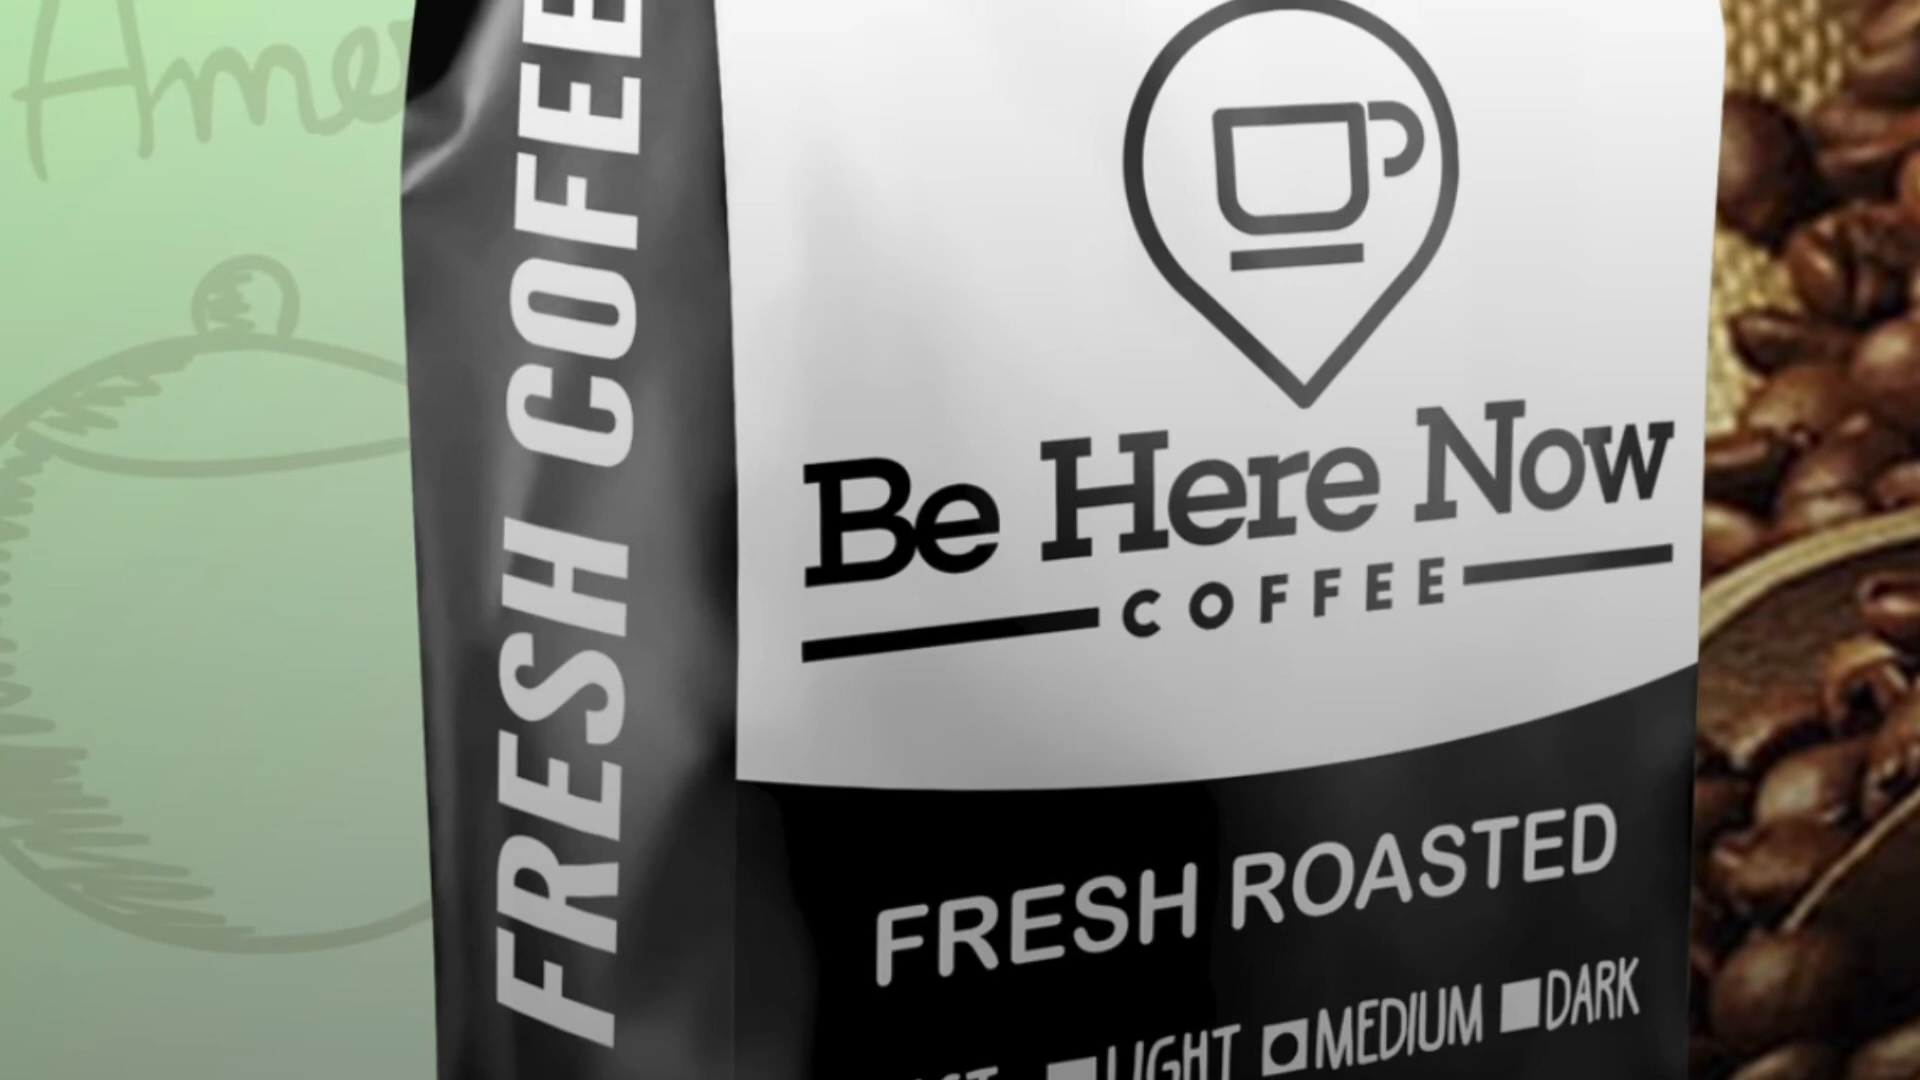 FRESH COFFEE
Be Here Now
COFFEE
FRESH ROASTED
LIGHT MEDIUM DARK